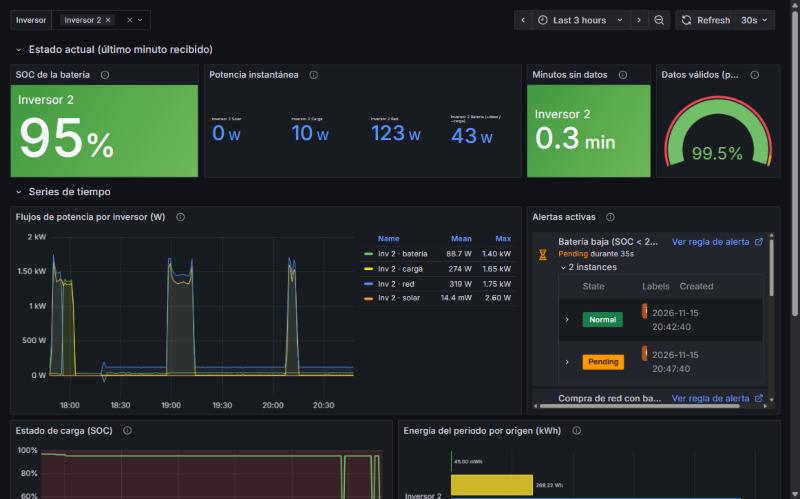 Inversor Inversor 2 × Last 3 hours Refresh 30s
Estado actual (último minuto recibido)
SOC de la batería
Inversor 2
95%
Potencia instantánea
Inversor 2 Solar
0 W
Inversor 2 Carga
10 W
Inversor 2 Red
123 W
43 W
Minutos sin datos
Inversor 2
0.3 min
Datos válidos (p...
99.5%
Series de tiempo
Flujos de potencia por inversor (W)
2 kW
1.50 kW
1 kW
500 W
0 W
18:00 18:30 19:00 19:30 20:00 20:30
Name Mean Max
Inv 2 · batería 88.7 W 1.40 kW
Inv 2 · carga 274 W 1.65 kW
Inv 2 · red 319 W 1.75 kW
Inv 2 · solar 14.4 mW 2.60 W
Alertas activas
Batería baja (SOC < 2... Ver regla de alerta
Pending durante 35s
2 instances
State Labels Created
Normal 2026-11-15
20:42:40
Pending 2026-11-15
20:47:40
Compra de red con ba... Ver regla de alerta
Estado de carga (SOC)
100%
80%
60%
Energía del periodo por origen (kWh)
45.00 mWh
Inversor 2